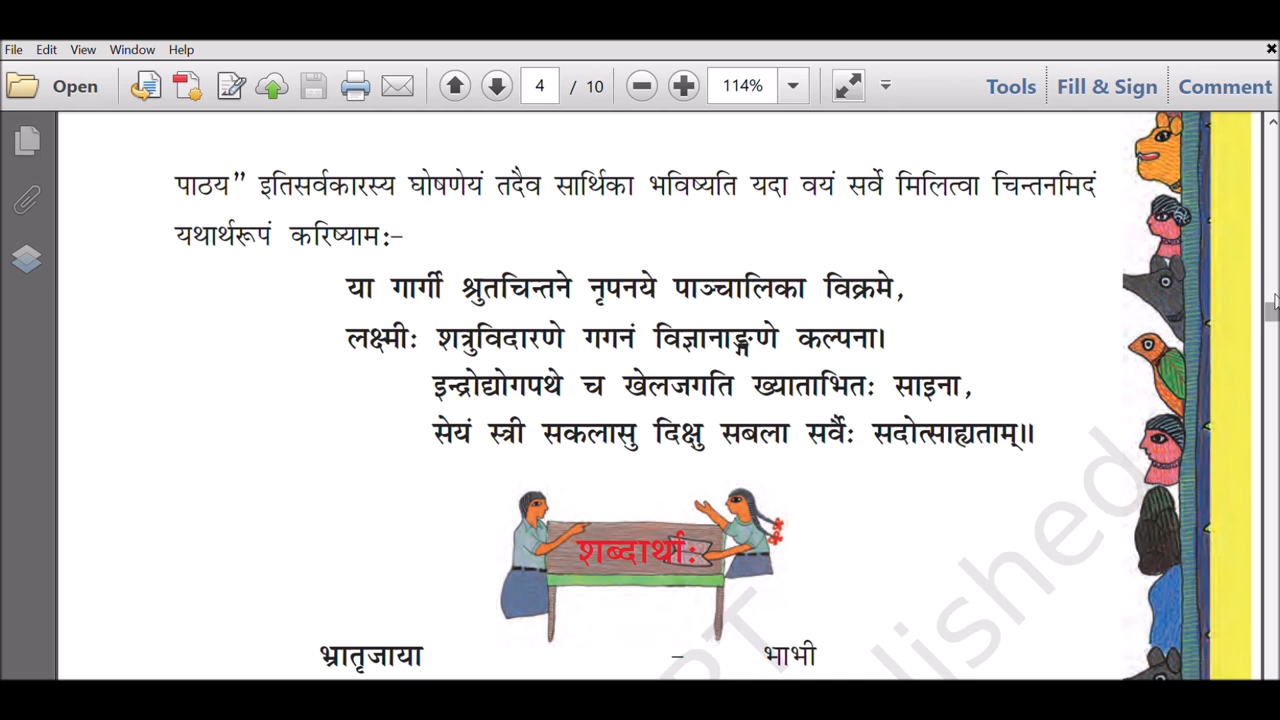 File Edit View Window Help
Open 4 / 10 114% Tools Fill & Sign Comment
पाठय” इतिसर्वकारस्य घोषणेयं तदैव सार्थिका भविष्यति यदा वयं सर्वे मिलित्वा चिन्तनमिदं
यथार्थरूपं करिष्यामः–
या गार्गी श्रुतचिन्तने नृपनये पाञ्चालिका विक्रमे,
लक्ष्मीः शत्रुविदारणे गगनं विज्ञानाङ्गणे कल्पना।
इन्द्रोद्योगपथे च खेलजगति ख्याताभितः साइना,
सेयं स्त्री सकलासु दिक्षु सबला सर्वैः सदोत्साह्यताम्॥
शब्दार्थाः
भ्रातृजाया – भाभी